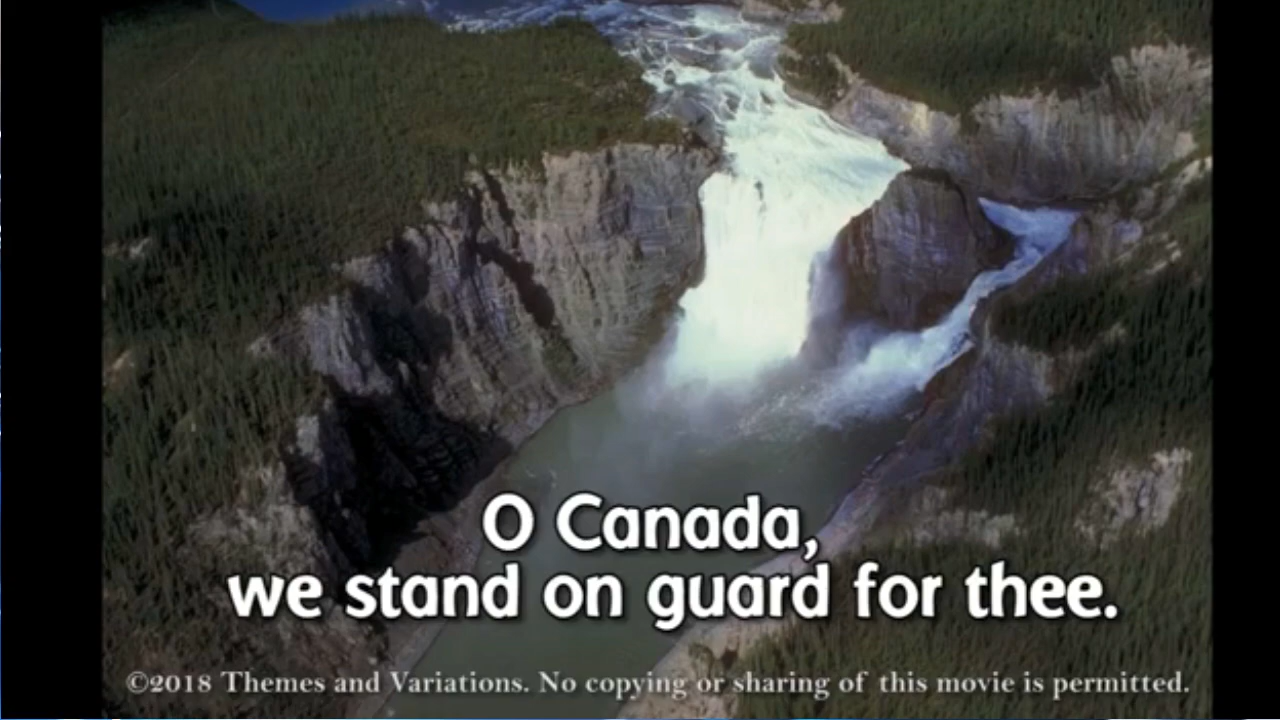 O Canada,
we stand on guard for thee.
©2018 Themes and Variations. No copying or sharing of this movie is permitted.